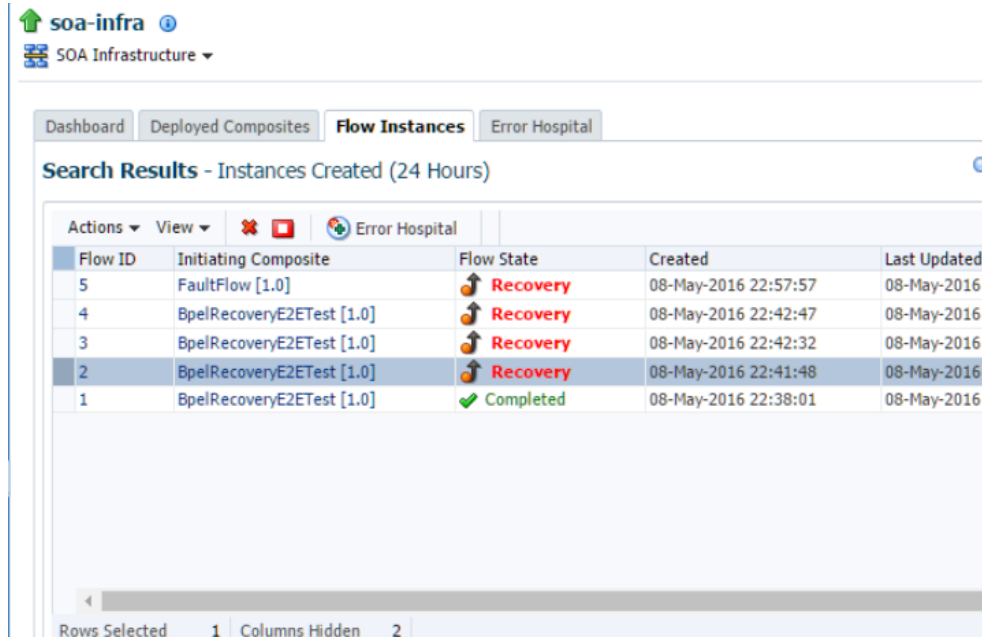 soa-infra
SOA Infrastructure
Dashboard Deployed Composites Flow Instances Error Hospital
Search Results - Instances Created (24 Hours)
Actions View Error Hospital
Flow ID Initiating Composite Flow State Created Last Updated
5 FaultFlow [1.0] Recovery 08-May-2016 22:57:57 08-May-2016
4 BpelRecoveryE2ETest [1.0] Recovery 08-May-2016 22:42:47 08-May-2016
3 BpelRecoveryE2ETest [1.0] Recovery 08-May-2016 22:42:32 08-May-2016
2 BpelRecoveryE2ETest [1.0] Recovery 08-May-2016 22:41:48 08-May-2016
1 BpelRecoveryE2ETest [1.0] Completed 08-May-2016 22:38:01 08-May-2016
Rows Selected 1 Columns Hidden 2